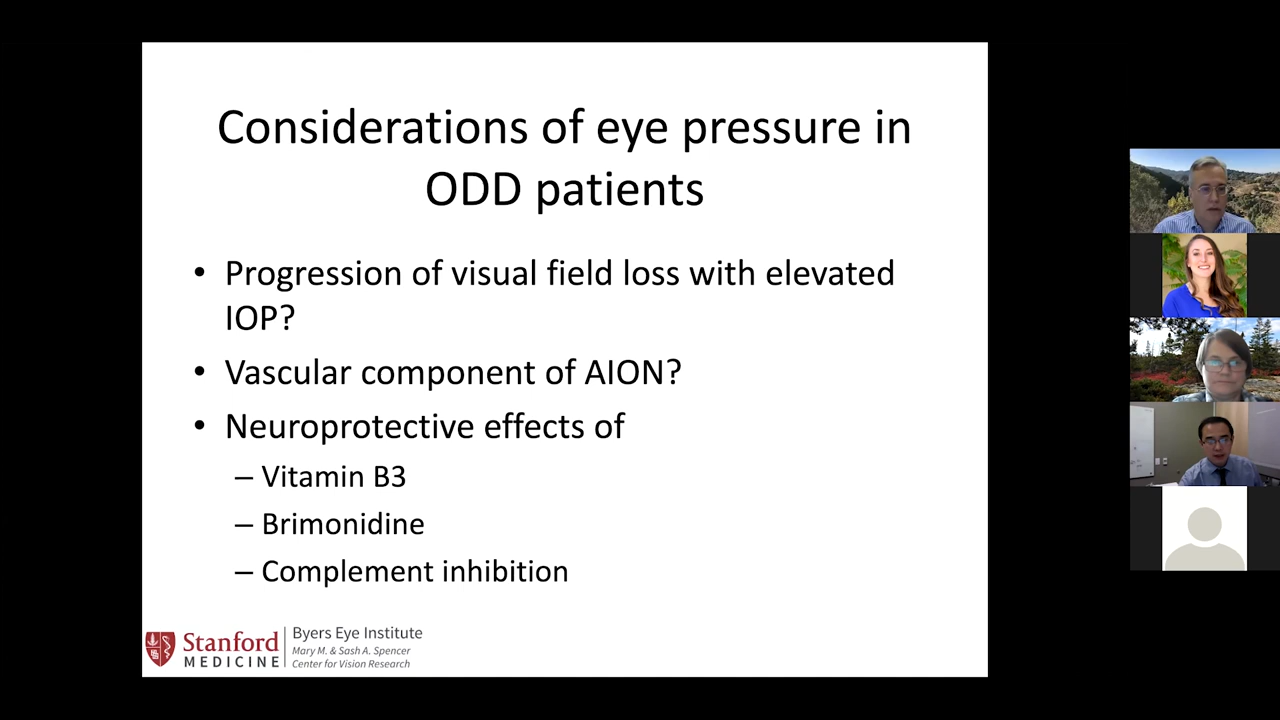 Considerations of eye pressure in
ODD patients
• Progression of visual field loss with elevated
IOP?
• Vascular component of AION?
• Neuroprotective effects of
– Vitamin B3
– Brimonidine
– Complement inhibition
Stanford
MEDICINE
Byers Eye Institute
Mary M. & Sash A. Spencer
Center for Vision Research